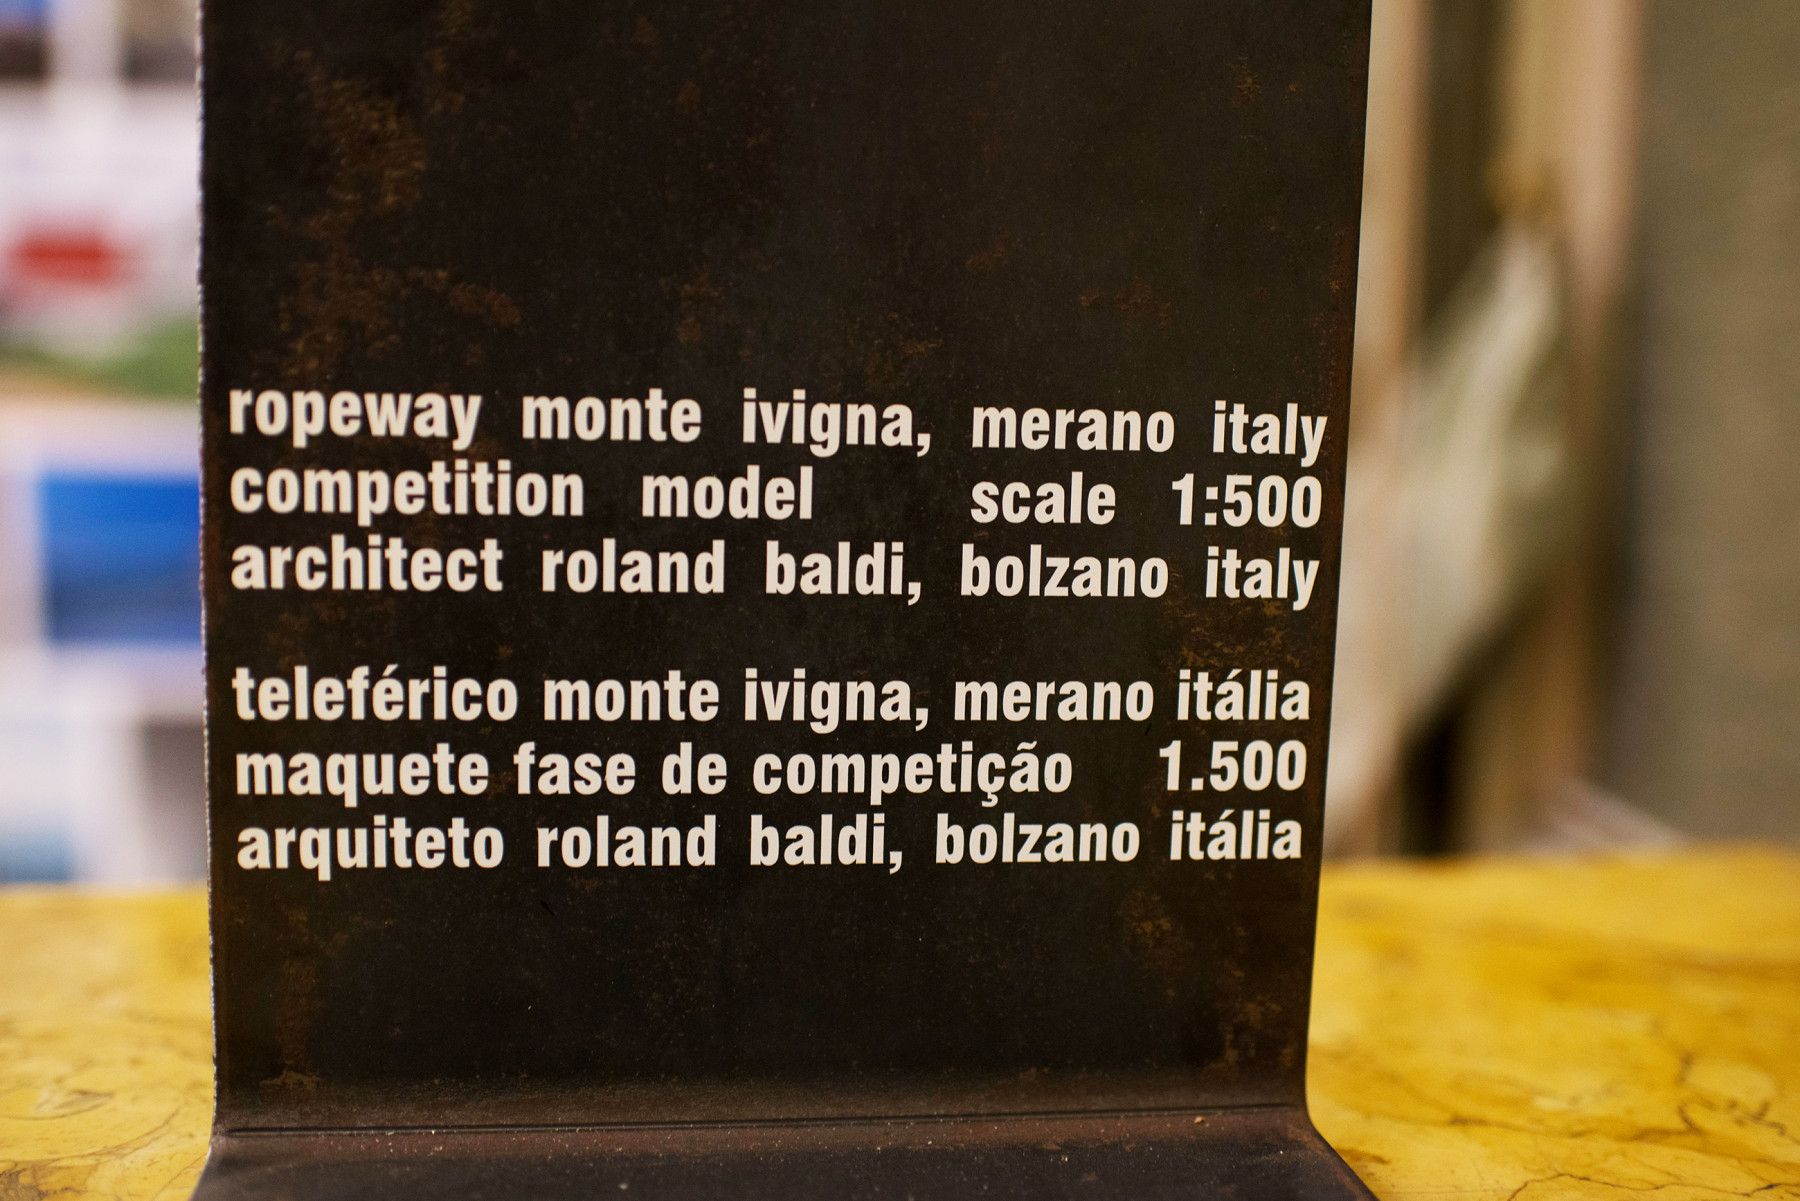 ropeway monte ivigna, merano italy
competition model scale 1:500
architect roland baldi, bolzano italy
teleférico monte ivigna, merano itália
maquete fase de competição 1.500
arquiteto roland baldi, bolzano itália